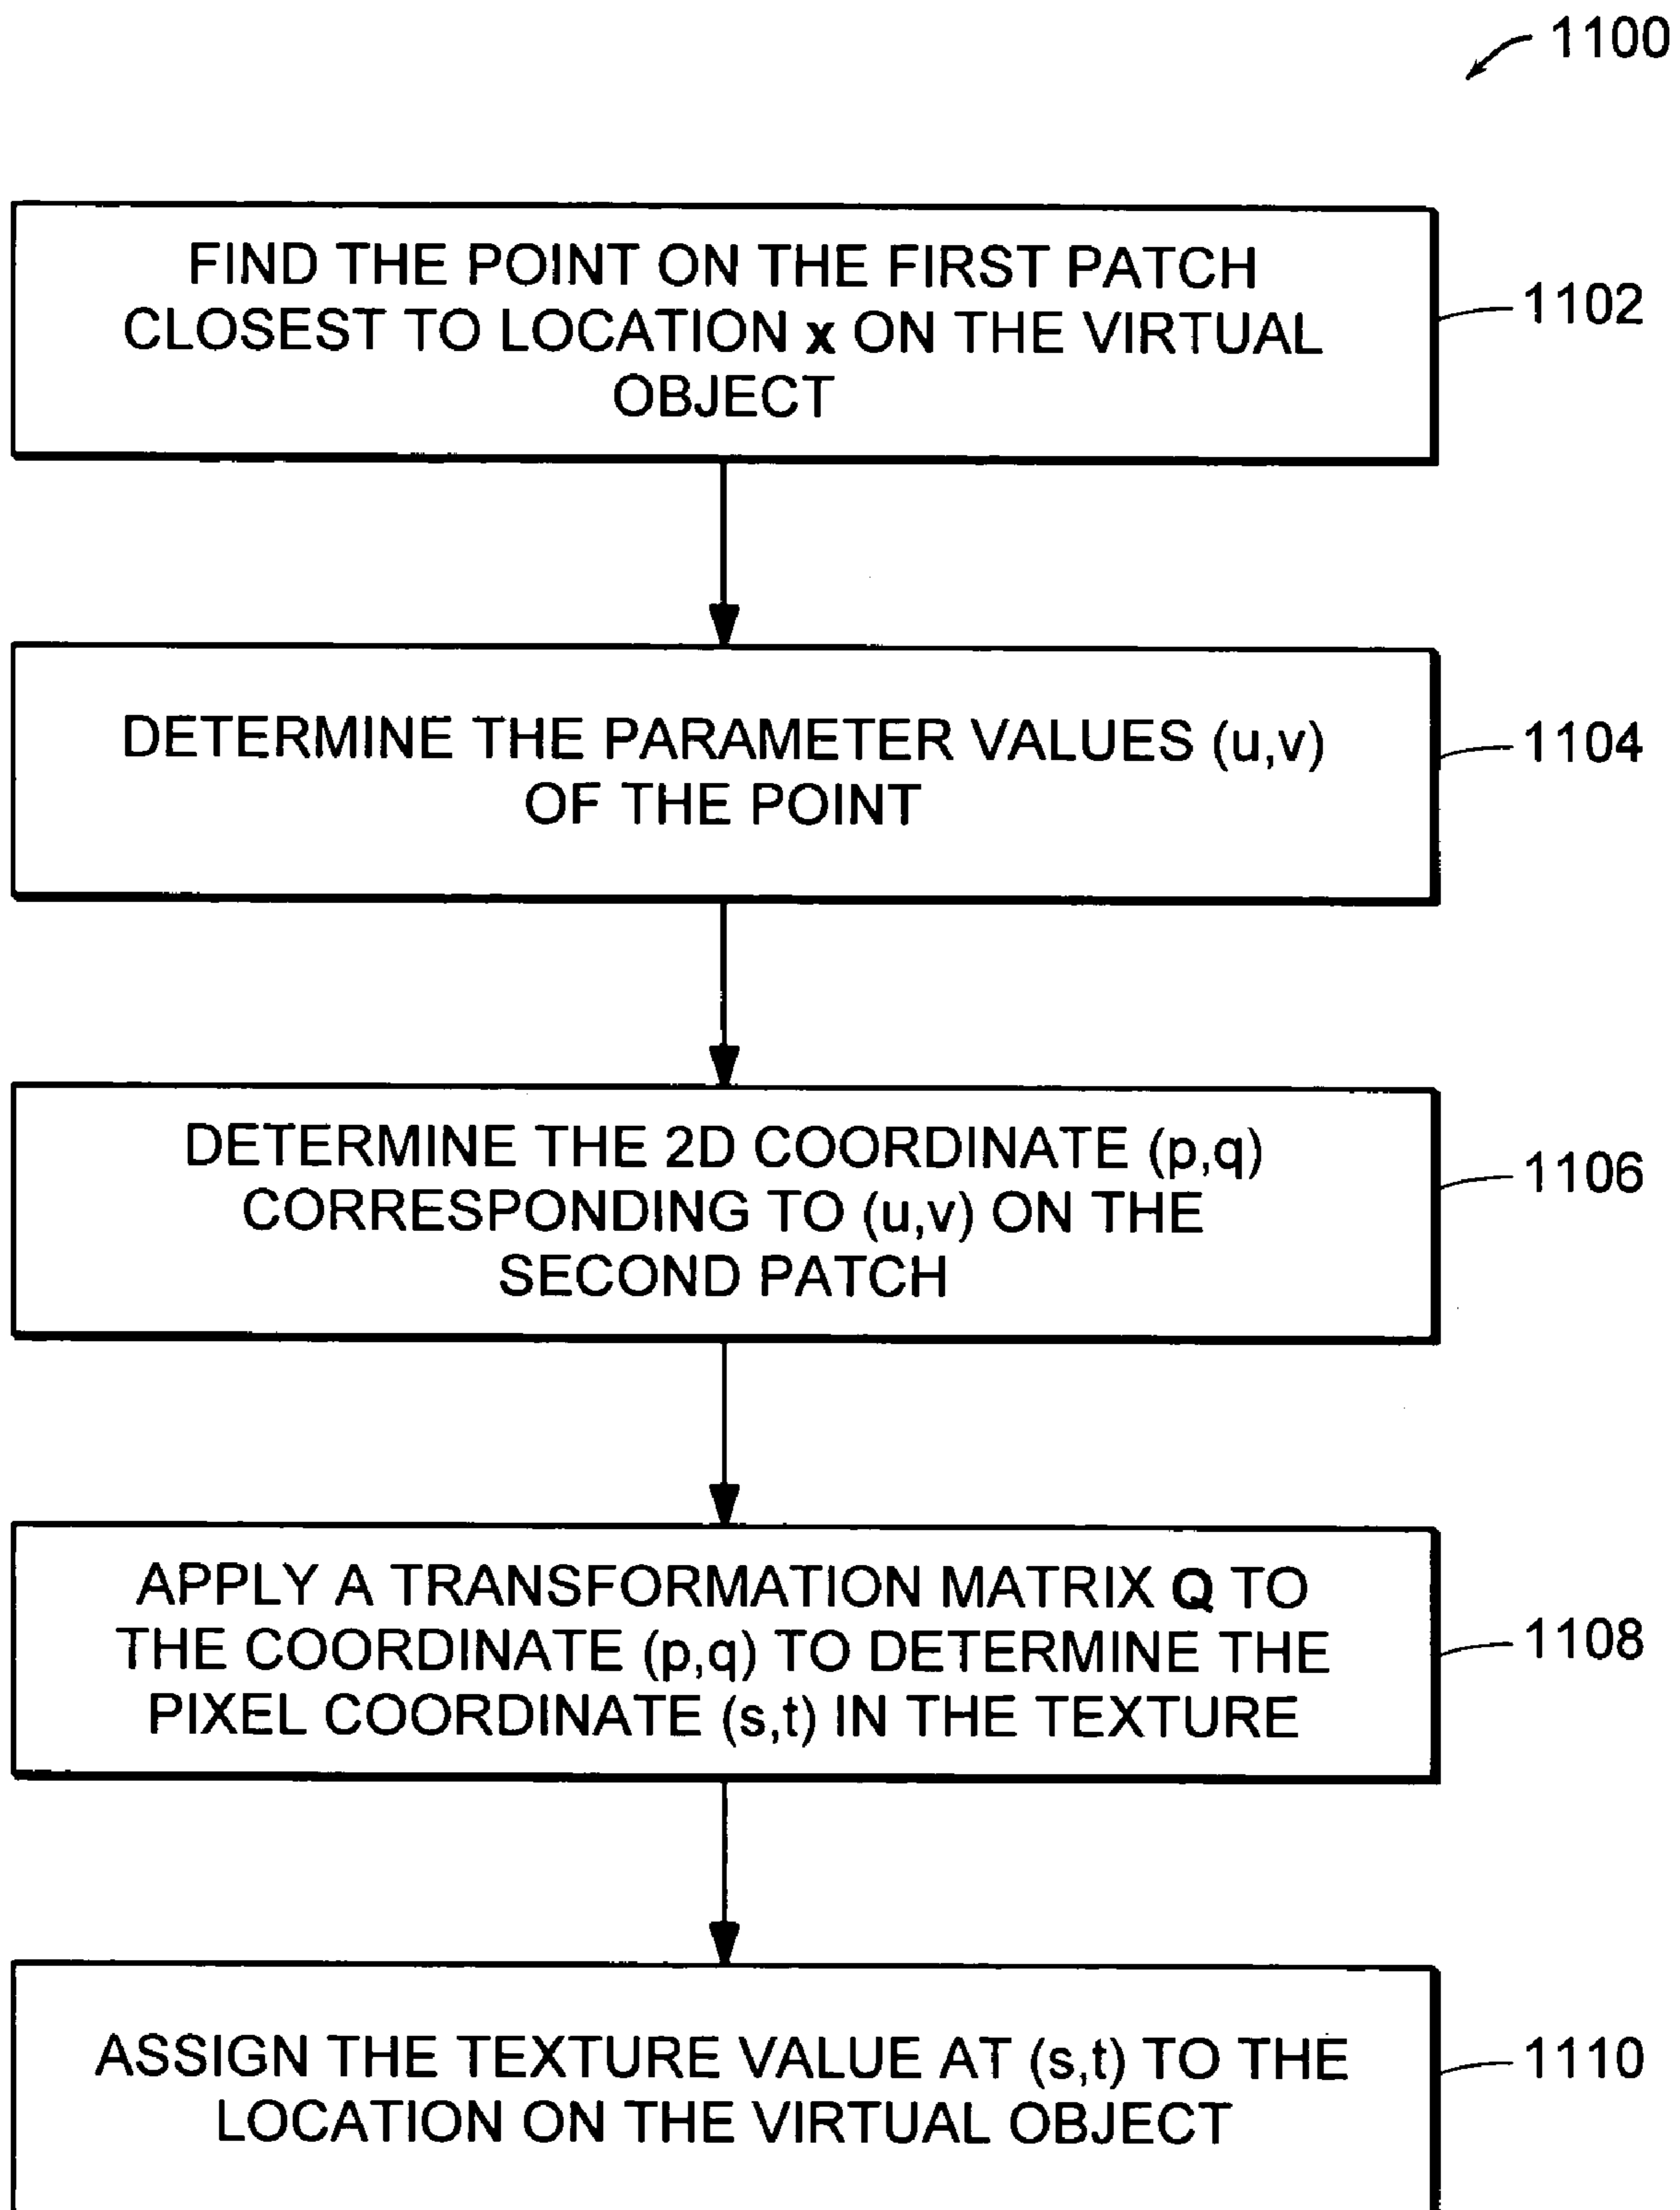 1100
FIND THE POINT ON THE FIRST PATCH
CLOSEST TO LOCATION x ON THE VIRTUAL
OBJECT
1102
DETERMINE THE PARAMETER VALUES (u,v)
OF THE POINT
1104
DETERMINE THE 2D COORDINATE (p,q)
CORRESPONDING TO (u,v) ON THE
SECOND PATCH
1106
APPLY A TRANSFORMATION MATRIX Q TO
THE COORDINATE (p,q) TO DETERMINE THE
PIXEL COORDINATE (s,t) IN THE TEXTURE
1108
ASSIGN THE TEXTURE VALUE AT (s,t) TO THE
LOCATION ON THE VIRTUAL OBJECT
1110